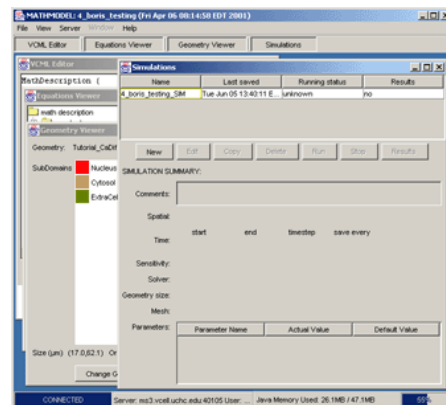 MATHMODEL: 4_boris_testing (Fri Apr 06 08:14:58 EDT 2001)
File View Server Window Help
VCML Editor Equations Viewer Geometry Viewer Simulations
VCML Editor
MathDescription {
Equations Viewer
math description
Geometry Viewer
Geometry: Tutorial_CaDif
SubDomains Nucleus
Cytosol
ExtraCel
Size (µm) (17.0,62.1) Or
Change G
Simulations
Name Last saved Running status Results
4_boris_testing_SIM Tue Jun 05 13:40:11 E... unknown no
New Edit Copy Delete Run Stop Results
SIMULATION SUMMARY:
Comments:
Spatial:
start end timestep save every
Time:
Sensitivity:
Solver:
Geometry size:
Mesh:
Parameters: Parameter Name Actual Value Default Value
CONNECTED Server: ms3.vcell.uchc.edu:40105 User: ... Java Memory Used: 26.1MB / 47.1MB 55%